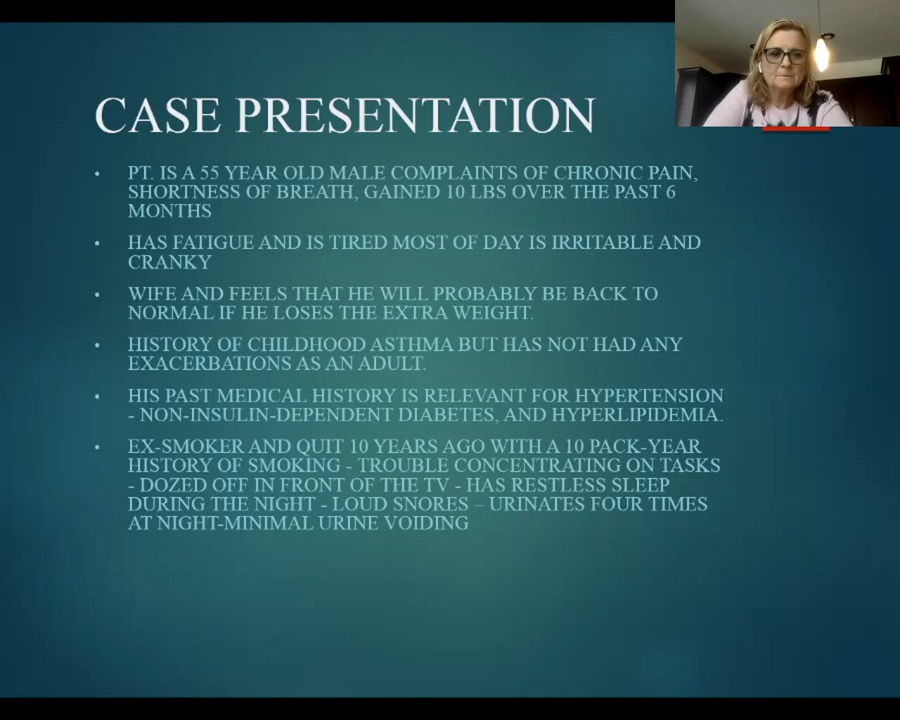 CASE PRESENTATION
• PT. IS A 55 YEAR OLD MALE COMPLAINTS OF CHRONIC PAIN,
SHORTNESS OF BREATH, GAINED 10 LBS OVER THE PAST 6
MONTHS
• HAS FATIGUE AND IS TIRED MOST OF DAY IS IRRITABLE AND
CRANKY
• WIFE AND FEELS THAT HE WILL PROBABLY BE BACK TO
NORMAL IF HE LOSES THE EXTRA WEIGHT.
• HISTORY OF CHILDHOOD ASTHMA BUT HAS NOT HAD ANY
EXACERBATIONS AS AN ADULT.
• HIS PAST MEDICAL HISTORY IS RELEVANT FOR HYPERTENSION
- NON-INSULIN-DEPENDENT DIABETES, AND HYPERLIPIDEMIA.
• EX-SMOKER AND QUIT 10 YEARS AGO WITH A 10 PACK-YEAR
HISTORY OF SMOKING - TROUBLE CONCENTRATING ON TASKS
- DOZED OFF IN FRONT OF THE TV - HAS RESTLESS SLEEP
DURING THE NIGHT - LOUD SNORES – URINATES FOUR TIMES
AT NIGHT-MINIMAL URINE VOIDING